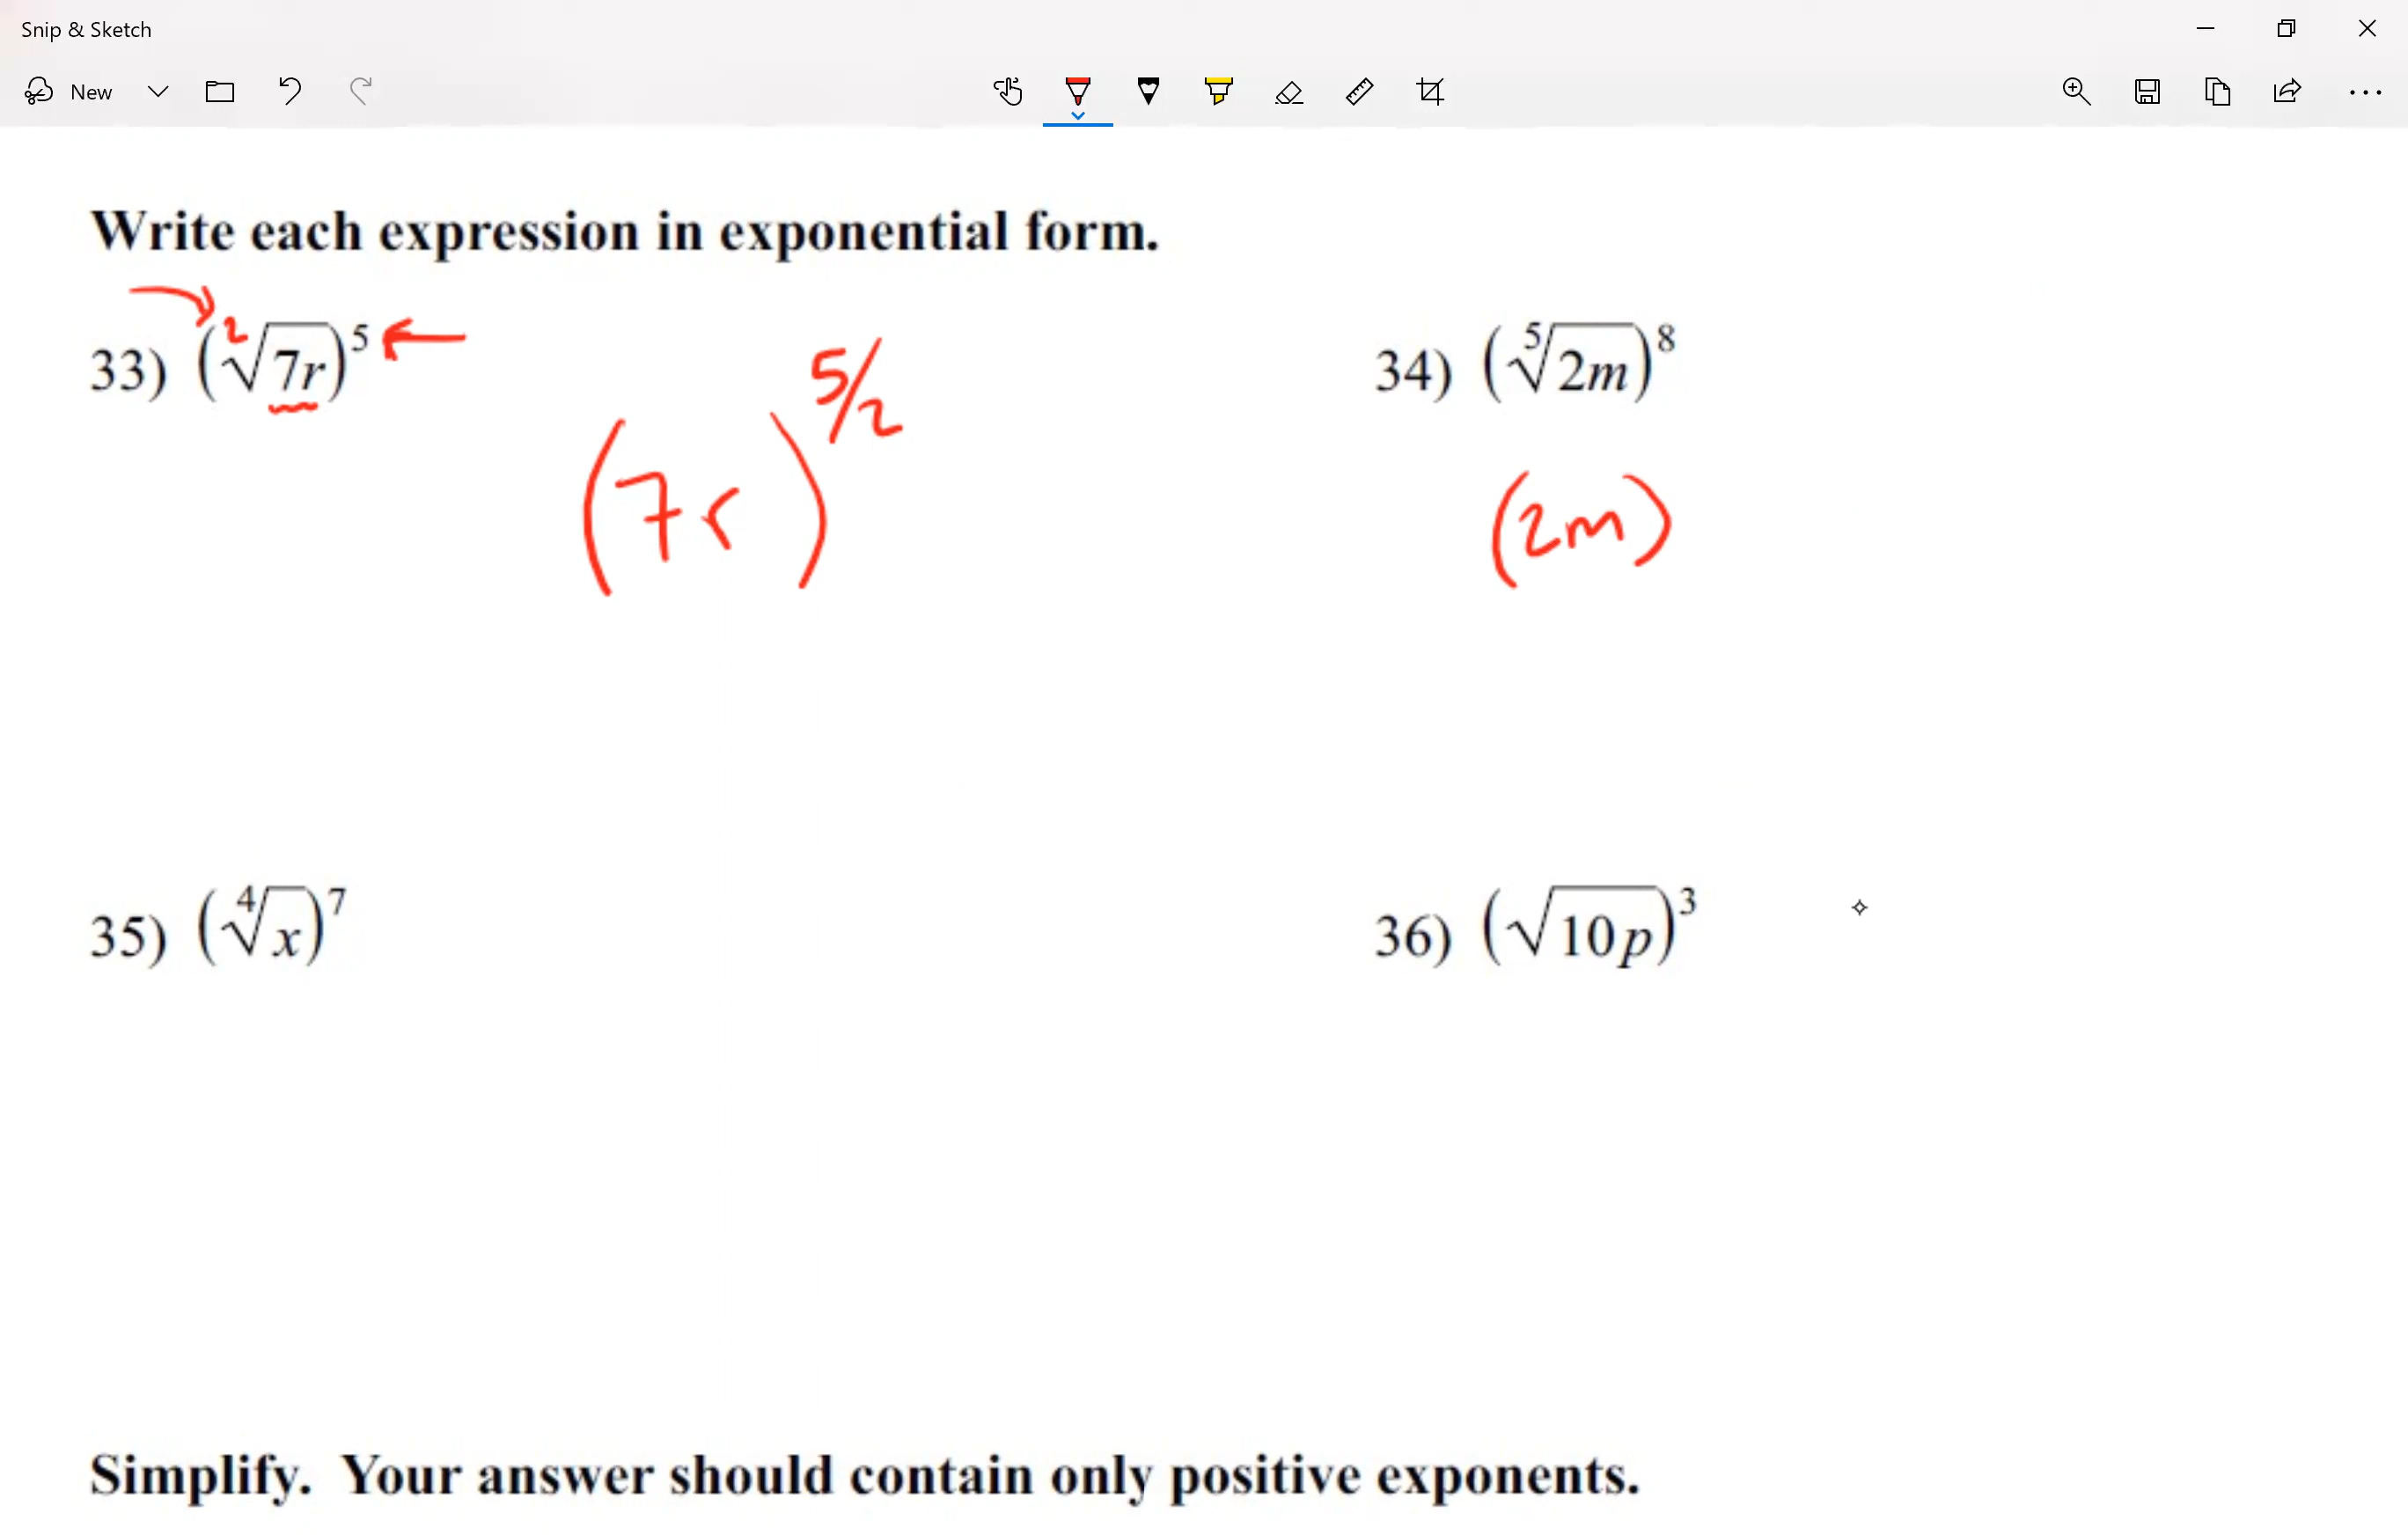 Snip & Sketch
New
Write each expression in exponential form.
33) (²√7r)⁵
(7r)^5/2
34) (⁵√2m)⁸
(2m)
35) (⁴√x)⁷
36) (√10p)³
Simplify. Your answer should contain only positive exponents.